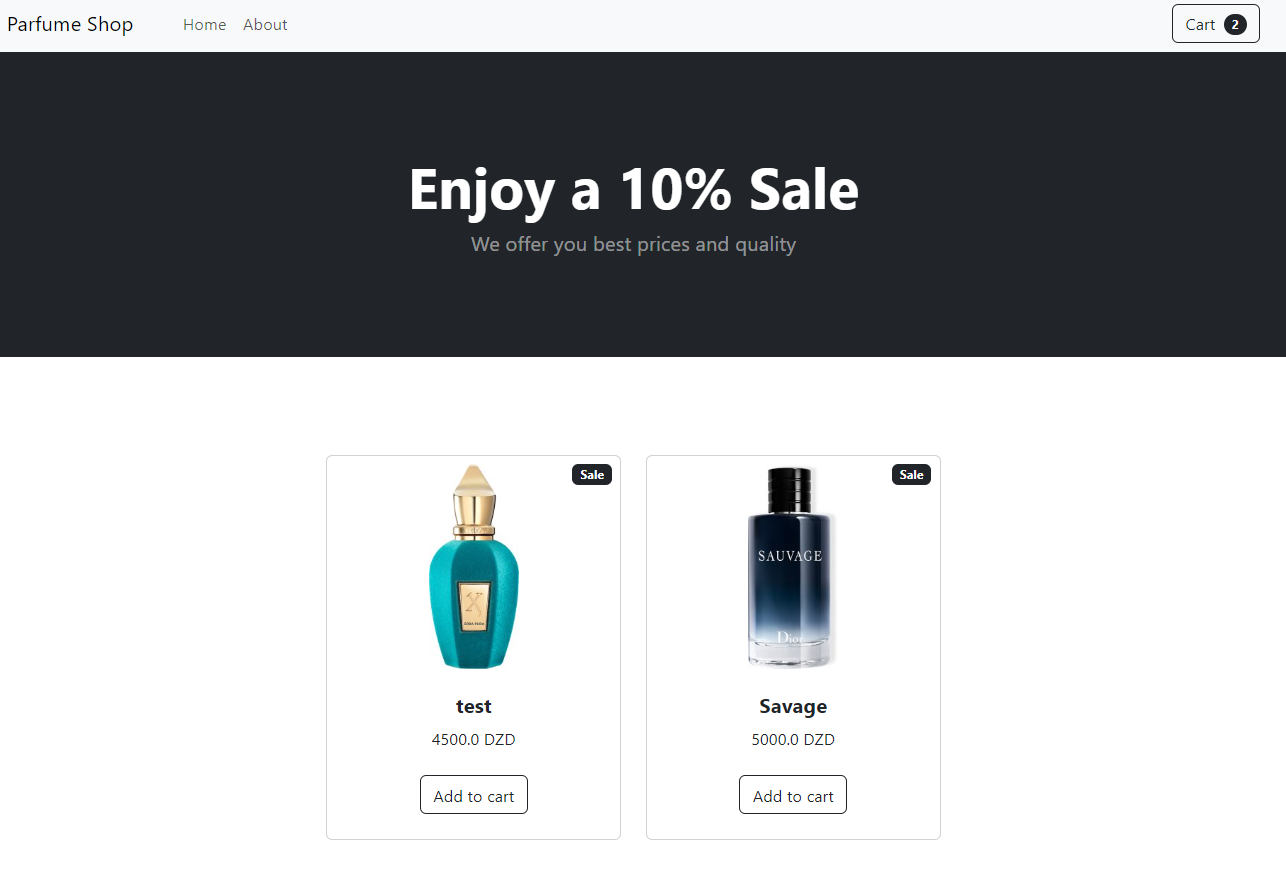 Parfume Shop Home About Cart 2
Enjoy a 10% Sale
We offer you best prices and quality
Sale
Sale
X
SAUVAGE
Dior
test
Savage
4500.0 DZD
5000.0 DZD
Add to cart
Add to cart